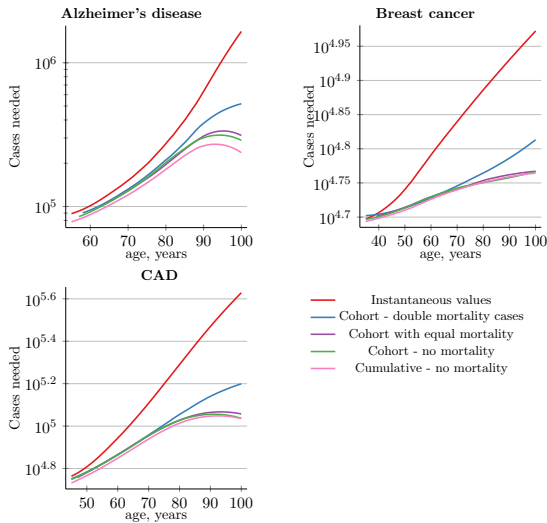 Alzheimer's disease
Cases needed
10^6
10^5
60 70 80 90 100
age, years
Breast cancer
Cases needed
10^4.95
10^4.9
10^4.85
10^4.8
10^4.75
10^4.7
40 50 60 70 80 90 100
age, years
CAD
Cases needed
10^5.6
10^5.4
10^5.2
10^5
10^4.8
50 60 70 80 90 100
age, years
Instantaneous values
Cohort - double mortality cases
Cohort with equal mortality
Cohort - no mortality
Cumulative - no mortality